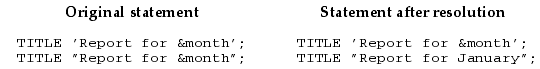 Original statement    Statement after resolution
TITLE ’Report for &month’;    TITLE ’Report for &month’;
TITLE ”Report for &month”;    TITLE ”Report for January”;